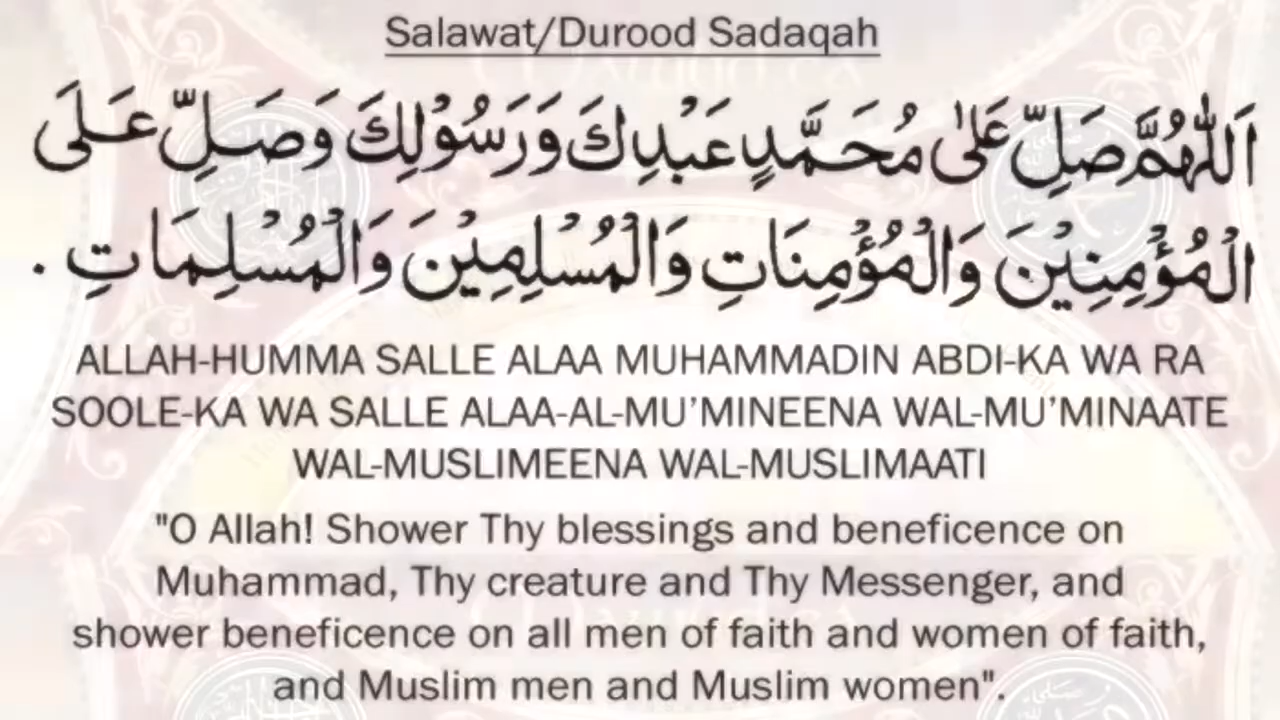 Salawat/Durood Sadaqah
اَللّٰهُمَّ صَلِّ عَلٰى مُحَمَّدٍ عَبْدِكَ وَرَسُوْلِكَ وَصَلِّ عَلَى
الْمُؤْمِنِيْنَ وَالْمُؤْمِنَاتِ وَالْمُسْلِمِيْنَ وَالْمُسْلِمَاتِ .
ALLAH-HUMMA SALLE ALAA MUHAMMADIN ABDI-KA WA RA
SOOLE-KA WA SALLE ALAA-AL-MU’MINEENA WAL-MU’MINAATE
WAL-MUSLIMEENA WAL-MUSLIMAATI
"O Allah! Shower Thy blessings and beneficence on
Muhammad, Thy creature and Thy Messenger, and
shower beneficence on all men of faith and women of faith,
and Muslim men and Muslim women".